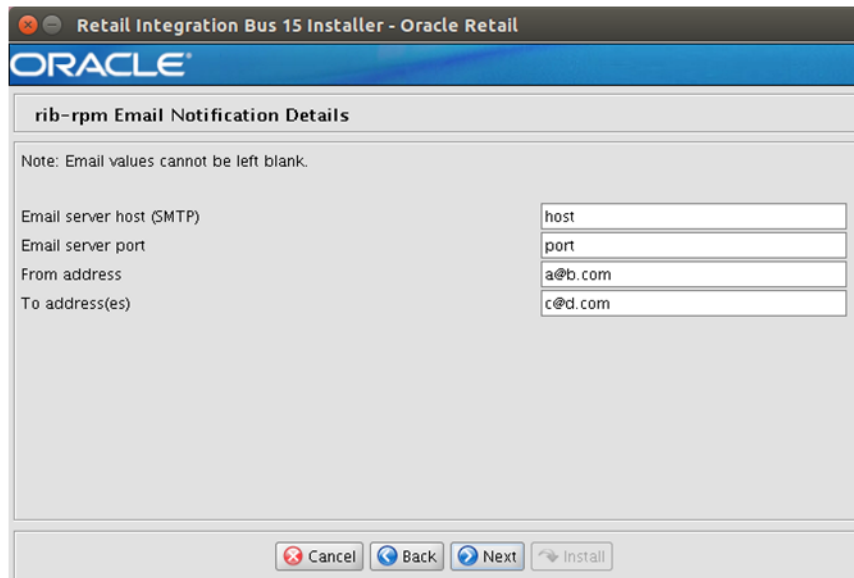 Retail Integration Bus 15 Installer - Oracle Retail
ORACLE®
rib-rpm Email Notification Details
Note: Email values cannot be left blank.
Email server host (SMTP) host
Email server port port
From address a@b.com
To address(es) c@d.com
Cancel Back Next Install